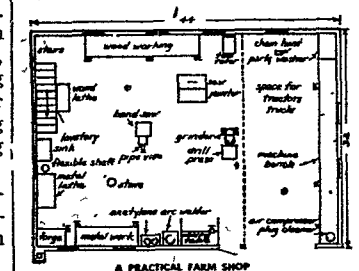 44
stairs
wood working
chain hoist
parts washer
wood
lathe
saw
jointer
space for
tractors
trucks
band saw
lavatory
sink
grinders
drill
press
pipe vise
flexible shaft
metal
lathe
stove
machine
bench
32
acetylene arc welder
air compressor
plug cleaner
forge
metal work
A PRACTICAL FARM SHOP